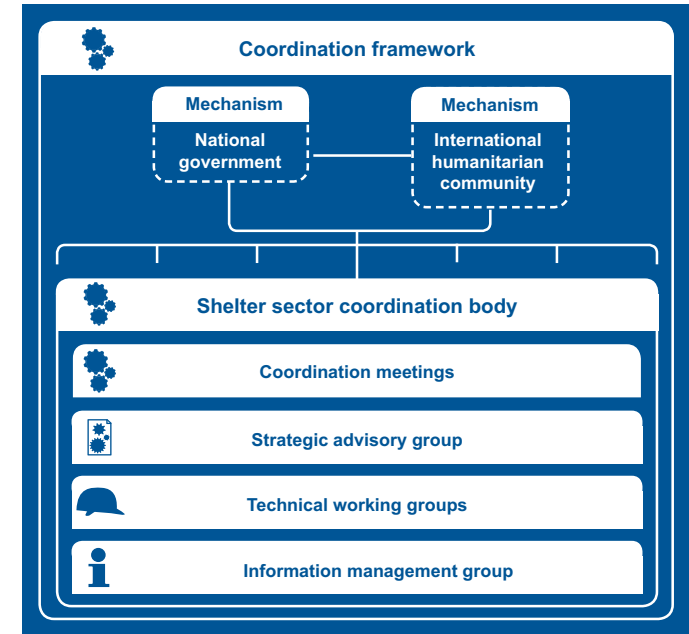 Coordination framework
Mechanism
National
government
Mechanism
International
humanitarian
community
Shelter sector coordination body
Coordination meetings
Strategic advisory group
Technical working groups
Information management group